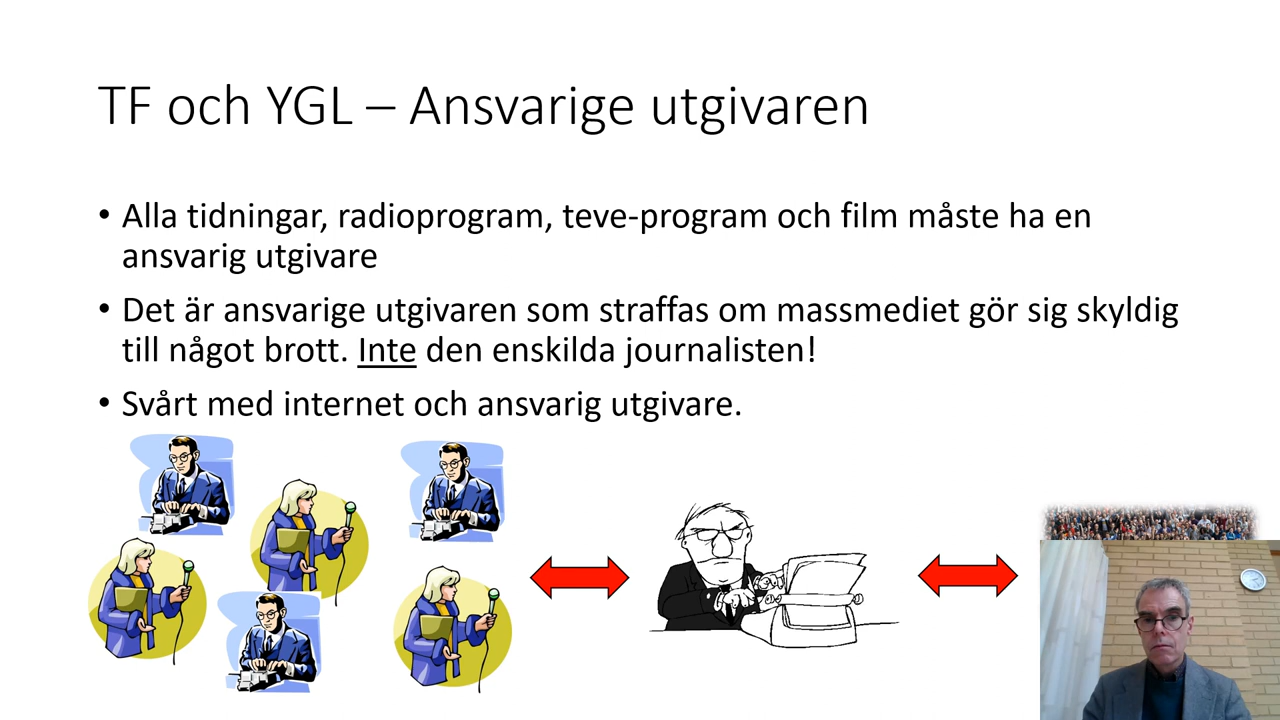 TF och YGL – Ansvarige utgivaren
• Alla tidningar, radioprogram, teve-program och film måste ha en
ansvarig utgivare
• Det är ansvarige utgivaren som straffas om massmediet gör sig skyldig
till något brott. Inte den enskilda journalisten!
• Svårt med internet och ansvarig utgivare.